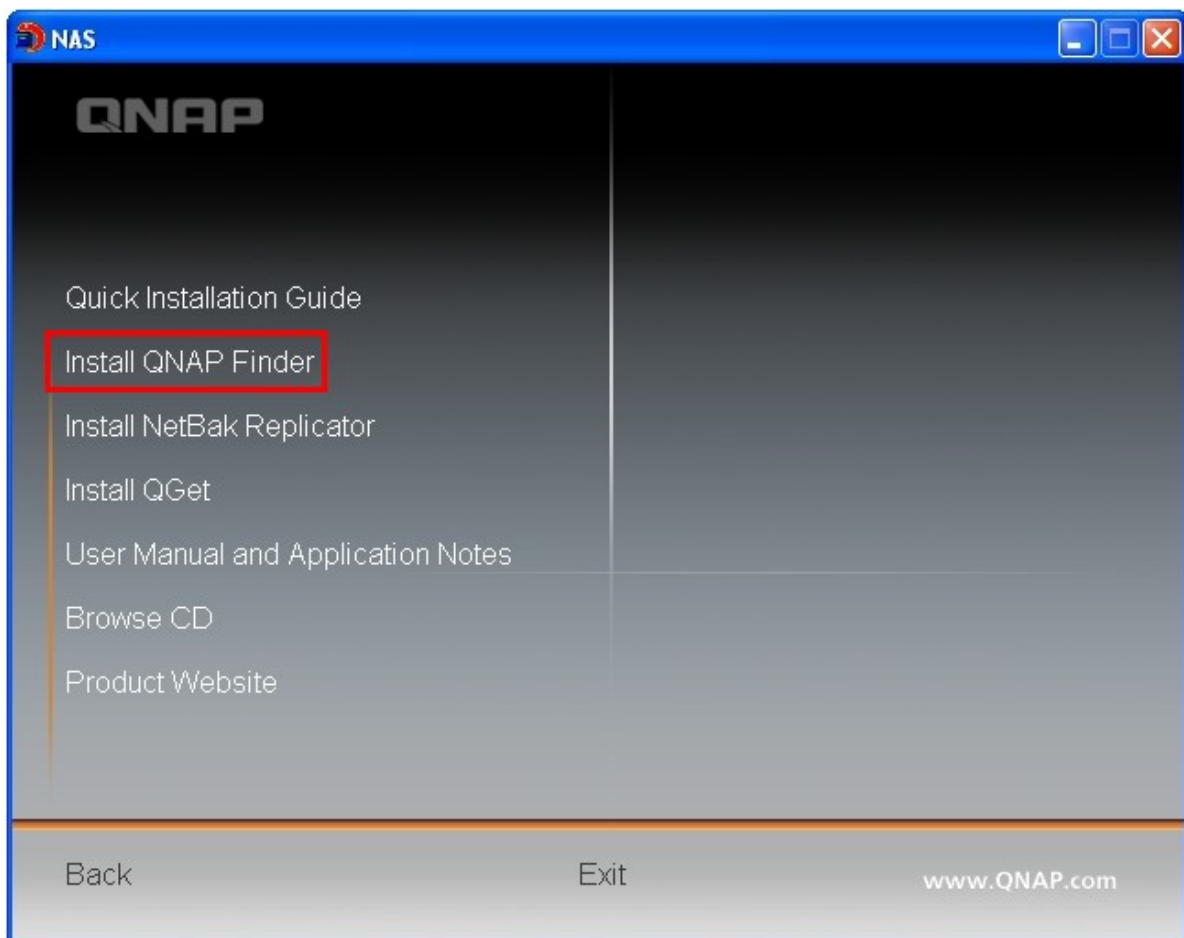 NAS
QNAP
Quick Installation Guide
Install QNAP Finder
Install NetBak Replicator
Install QGet
User Manual and Application Notes
Browse CD
Product Website
Back
Exit
www.QNAP.com